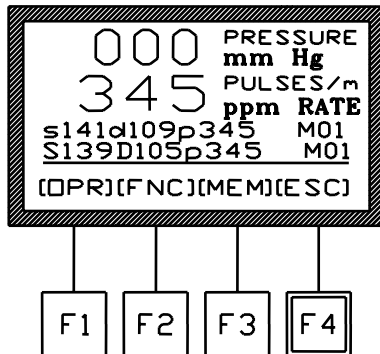 000 PRESSURE
mm Hg
345 PULSES/m
ppm RATE
s141d109p345 M01
S139D105p345 M01
[OPR][FNC][MEM][ESC]
F1 F2 F3 F4